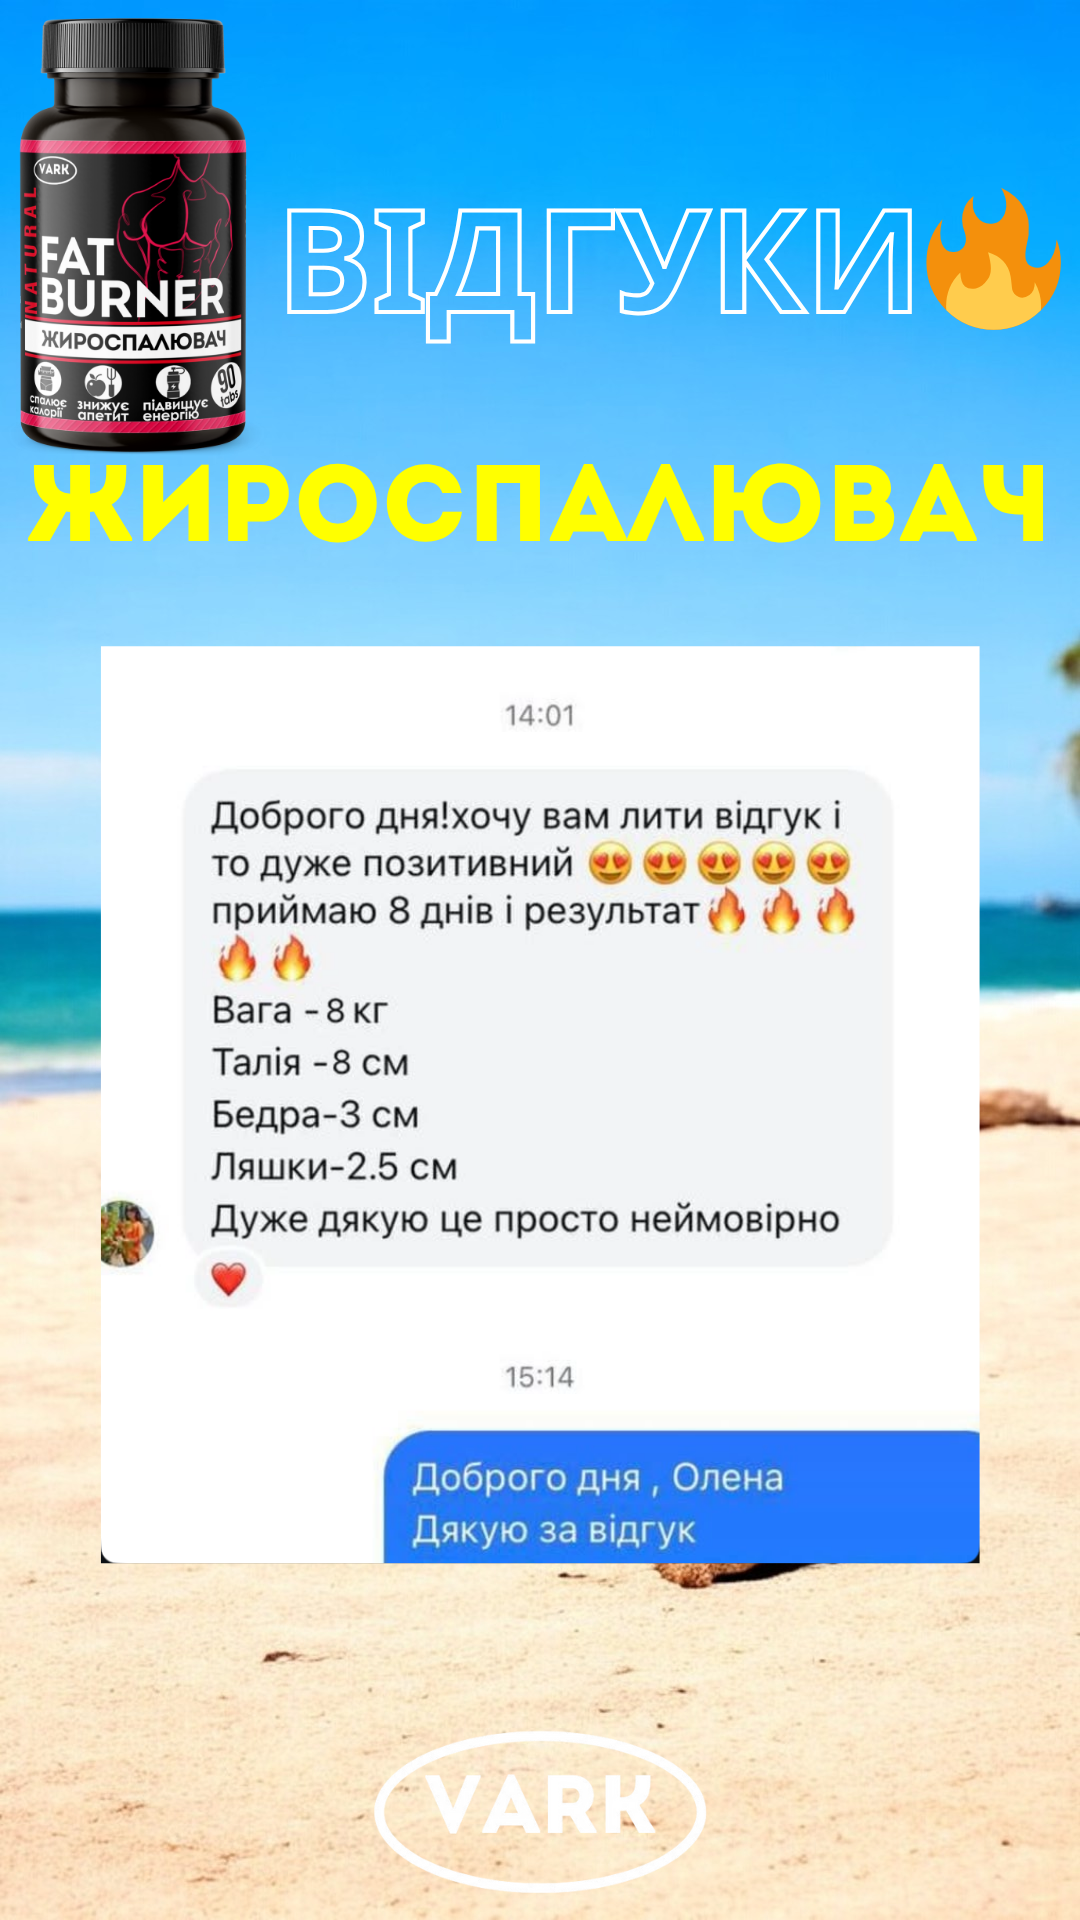 VARK
NATURAL
FAT
BURNER
ЖИРОСПАЛЮВАЧ
спалює
калорії
знижує
апетит
підвищує
енергію
90
tabs
ВІДГУКИ
ЖИРОСПАЛЮВАЧ
14:01
Доброго дня!хочу вам лити відгук і
то дуже позитивний 😍😍😍😍😍
приймаю 8 днів і результат🔥🔥🔥
🔥🔥
Вага -8 кг
Талія -8 см
Бедра-3 см
Ляшки-2.5 см
Дуже дякую це просто неймовірно
15:14
Доброго дня , Олена
Дякую за відгук
VARK